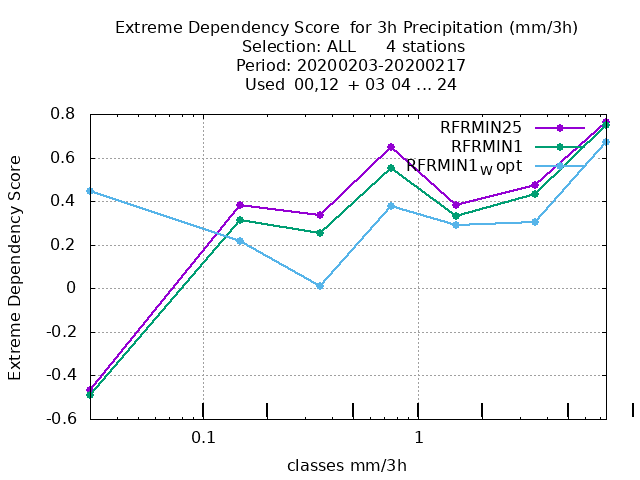 Extreme Dependency Score  for 3h Precipitation (mm/3h)
Selection: ALL      4 stations
Period: 20200203-20200217
Used  00,12  + 03 04 ... 24
RFRMIN25
RFRMIN1
RFRMIN1W opt
Extreme Dependency Score
0.8
0.6
0.4
0.2
0
-0.2
-0.4
-0.6
0.1 1
classes mm/3h